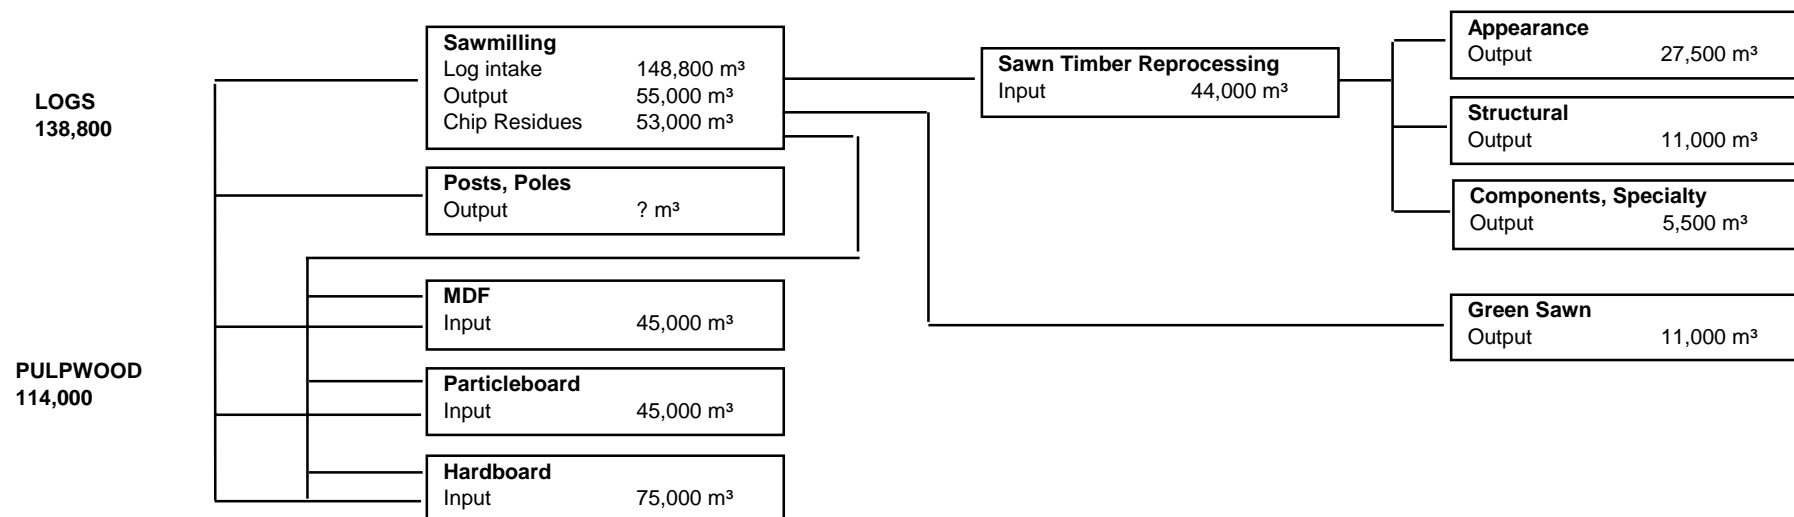 LOGS
138,800
PULPWOOD
114,000
Sawmilling
Log intake 148,800 m³
Output 55,000 m³
Chip Residues 53,000 m³
Posts, Poles
Output ? m³
MDF
Input 45,000 m³
Particleboard
Input 45,000 m³
Hardboard
Input 75,000 m³
Sawn Timber Reprocessing
Input 44,000 m³
Appearance
Output 27,500 m³
Structural
Output 11,000 m³
Components, Specialty
Output 5,500 m³
Green Sawn
Output 11,000 m³